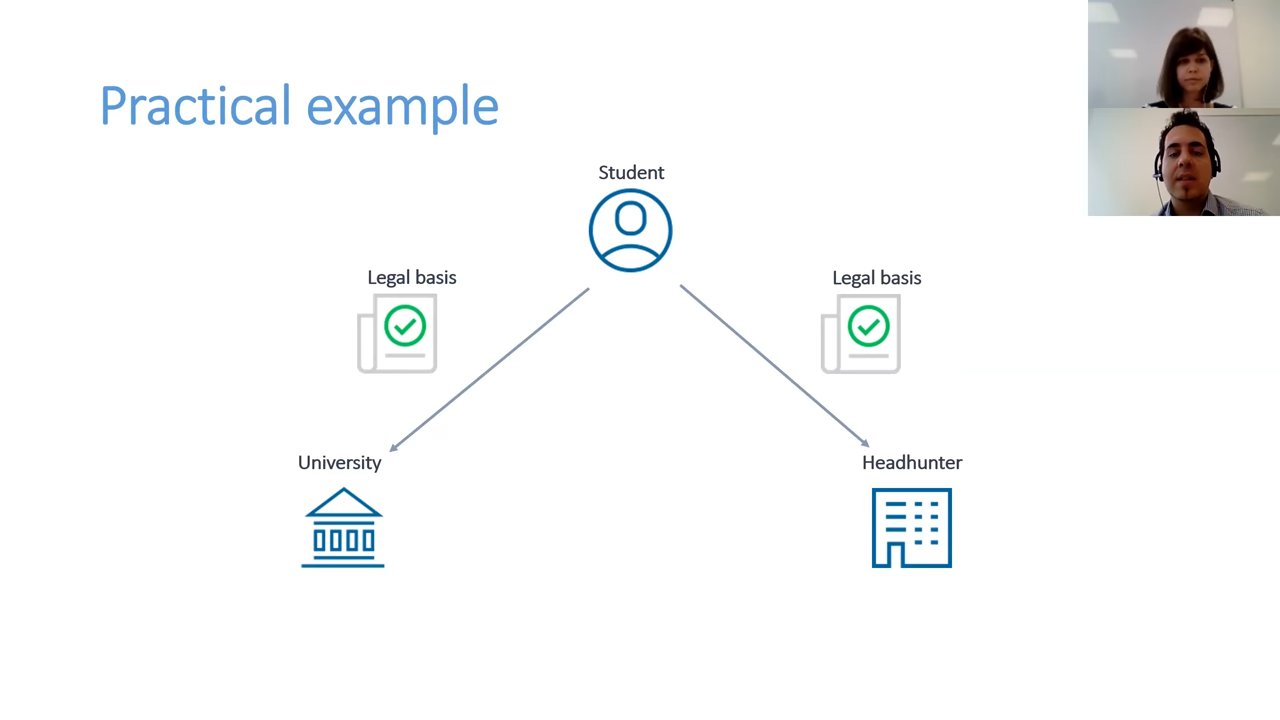 Practical example
Student
Legal basis
Legal basis
University
Headhunter